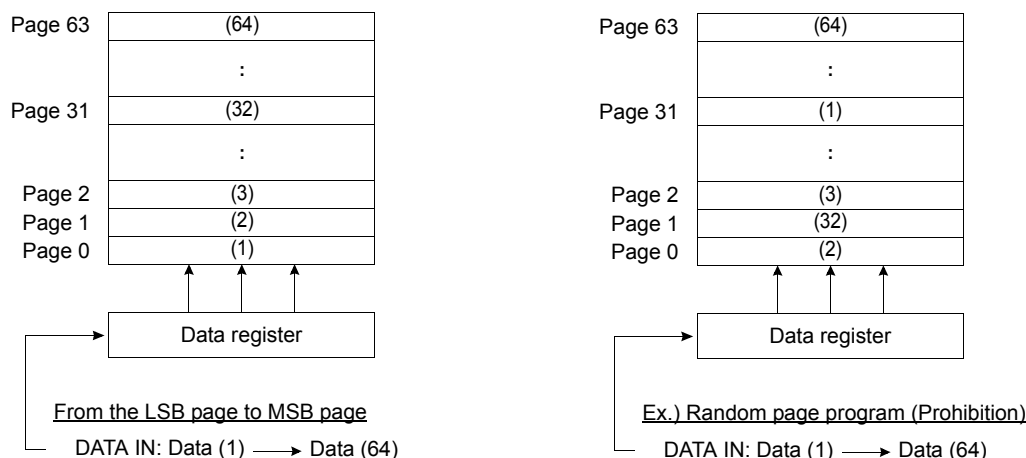 Page 63 (64)
:
Page 31 (32)
:
Page 2 (3)
Page 1 (2)
Page 0 (1)
Data register
From the LSB page to MSB page
DATA IN: Data (1) Data (64)
Page 63 (64)
:
Page 31 (1)
:
Page 2 (3)
Page 1 (32)
Page 0 (2)
Data register
Ex.) Random page program (Prohibition)
DATA IN: Data (1) Data (64)